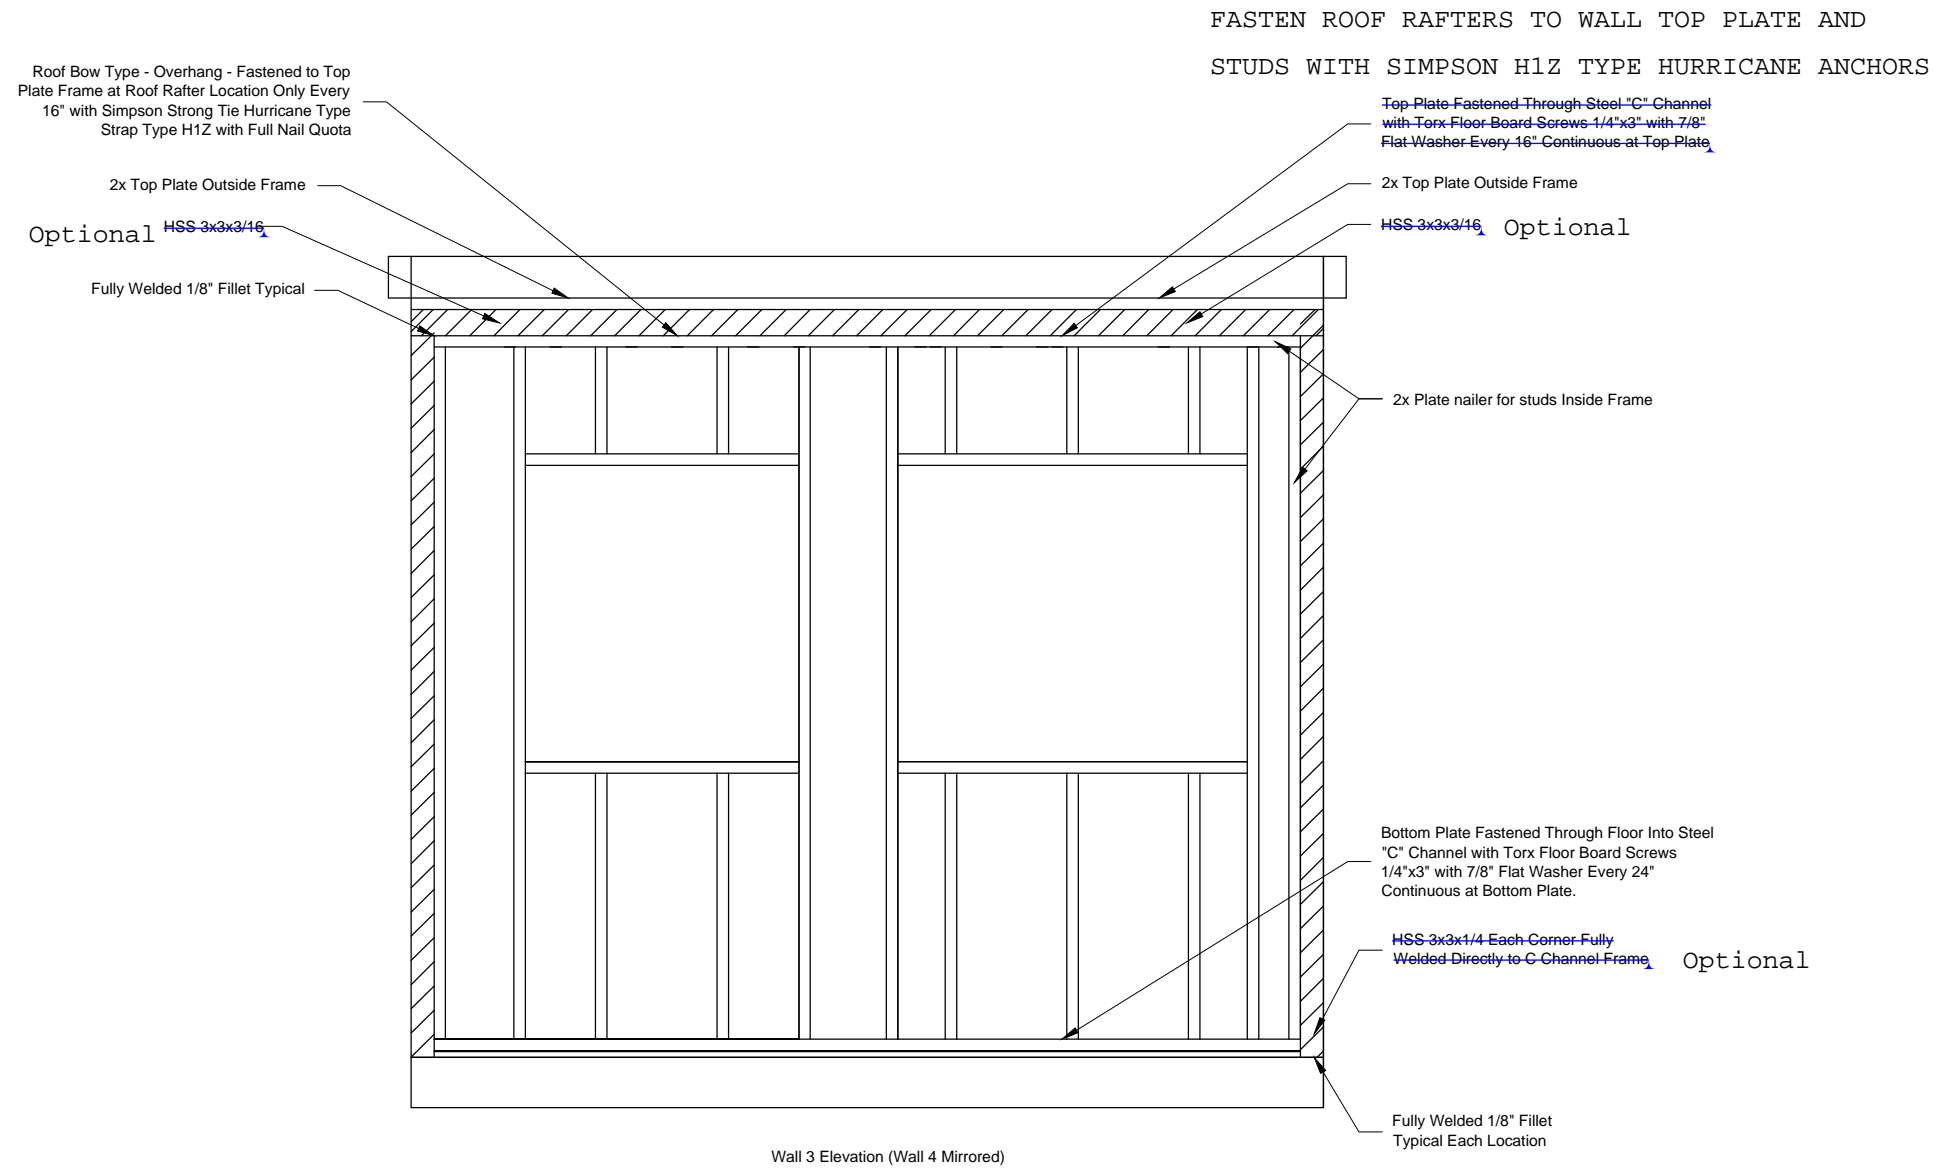 FASTEN ROOF RAFTERS TO WALL TOP PLATE AND
STUDS WITH SIMPSON H1Z TYPE HURRICANE ANCHORS
Roof Bow Type - Overhang - Fastened to Top
Plate Frame at Roof Rafter Location Only Every
16" with Simpson Strong Tie Hurricane Type
Strap Type H1Z with Full Nail Quota
2x Top Plate Outside Frame
Optional HSS 3x3x3/16
Fully Welded 1/8" Fillet Typical
Top Plate Fastened Through Steel "C" Channel
with Torx Floor Board Screws 1/4"x3" with 7/8"
Flat Washer Every 16" Continuous at Top Plate
2x Top Plate Outside Frame
HSS 3x3x3/16 Optional
2x Plate nailer for studs Inside Frame
Bottom Plate Fastened Through Floor Into Steel
"C" Channel with Torx Floor Board Screws
1/4"x3" with 7/8" Flat Washer Every 24"
Continuous at Bottom Plate.
HSS 3x3x1/4 Each Corner Fully
Welded Directly to C Channel Frame Optional
Fully Welded 1/8" Fillet
Typical Each Location
Wall 3 Elevation (Wall 4 Mirrored)